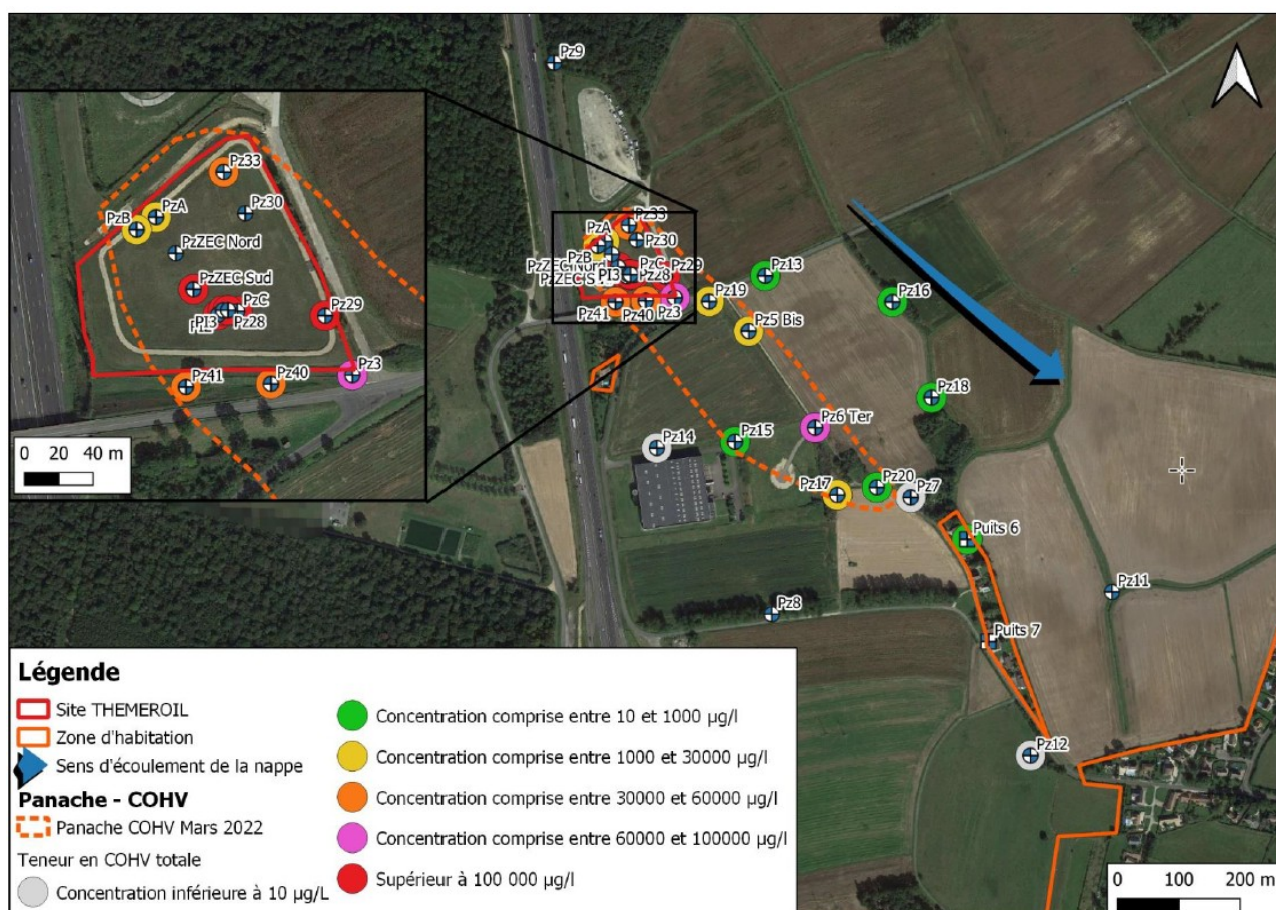 Pz9
Pz33
PzA
Pz30
PzB
PzZEC Nord
PzZEC Sud
PzC
PI3
Pz28
Pz29
Pz3
Pz41
Pz40
0 20 40 m
Pz33
PzA
Pz30
PzB
PzC
Pz29
PI3
Pz28
Pz41
Pz40
Pz3
Pz19
Pz13
Pz16
Pz5 Bis
Pz18
Pz6 Ter
Pz15
Pz14
Pz17
Pz20
Pz7
Puits 6
Pz11
Pz8
Puits 7
Pz12
Légende
Site THEMEROIL
Zone d'habitation
Sens d'écoulement de la nappe
Panache - COHV
Panache COHV Mars 2022
Teneur en COHV totale
Concentration inférieure à 10 µg/L
Concentration comprise entre 10 et 1000 µg/l
Concentration comprise entre 1000 et 30000 µg/l
Concentration comprise entre 30000 et 60000 µg/l
Concentration comprise entre 60000 et 100000 µg/l
Supérieur à 100 000 µg/l
0 100 200 m